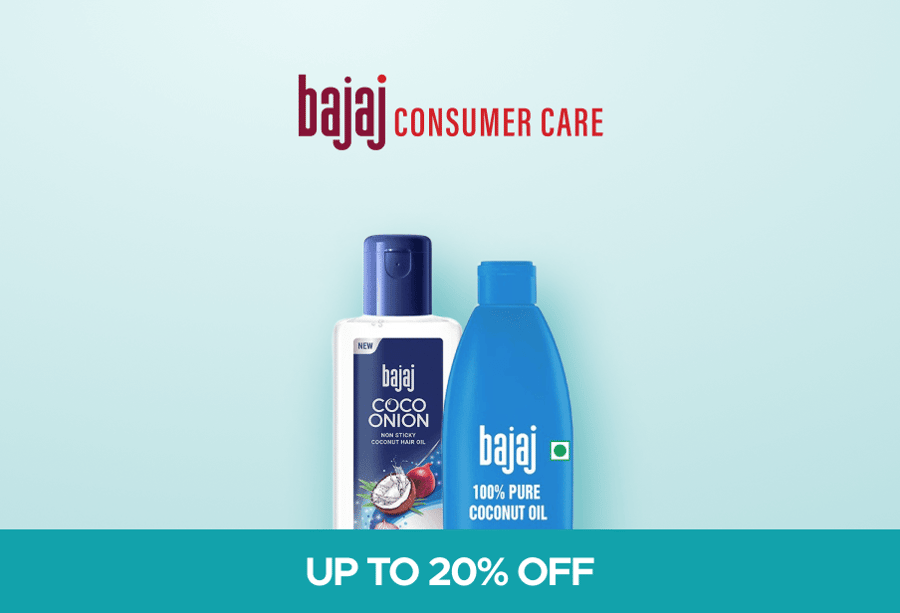 bajaj CONSUMER CARE
NEW
bajaj
COCO
ONION
NON STICKY
COCONUT HAIR OIL
bajaj
100% PURE
COCONUT OIL
UP TO 20% OFF